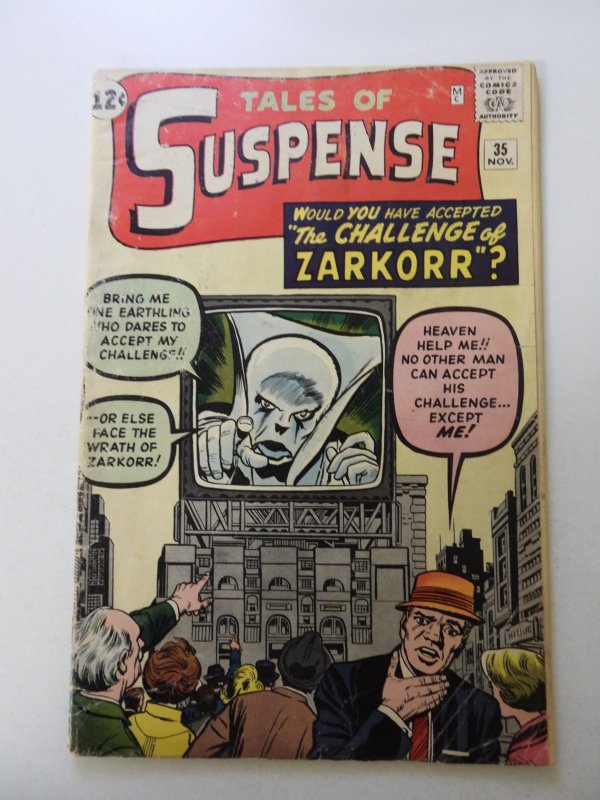 12¢
TALES OF
SUSPENSE
M
C
APPROVED
BY THE
COMICS
CODE
CA
AUTHORITY
35
NOV.
WOULD YOU HAVE ACCEPTED
"The CHALLENGE of
ZARKORR"?
BRING ME
ONE EARTHLING
WHO DARES TO
ACCEPT MY
CHALLENGE!!
--OR ELSE
FACE THE
WRATH OF
ZARKORR!
HEAVEN
HELP ME!!
NO OTHER MAN
CAN ACCEPT
HIS
CHALLENGE...
EXCEPT
ME!